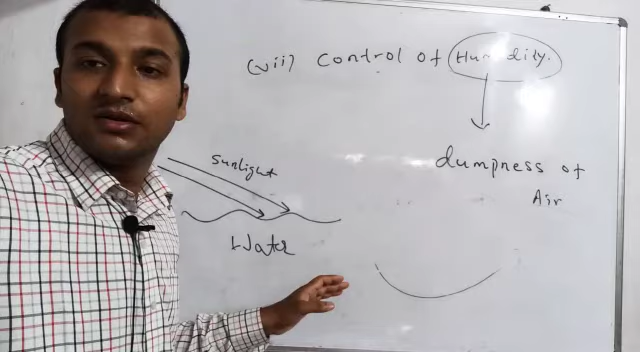 (vii) Control of Humidity.
Sunlight
dumpness of
Air
Water